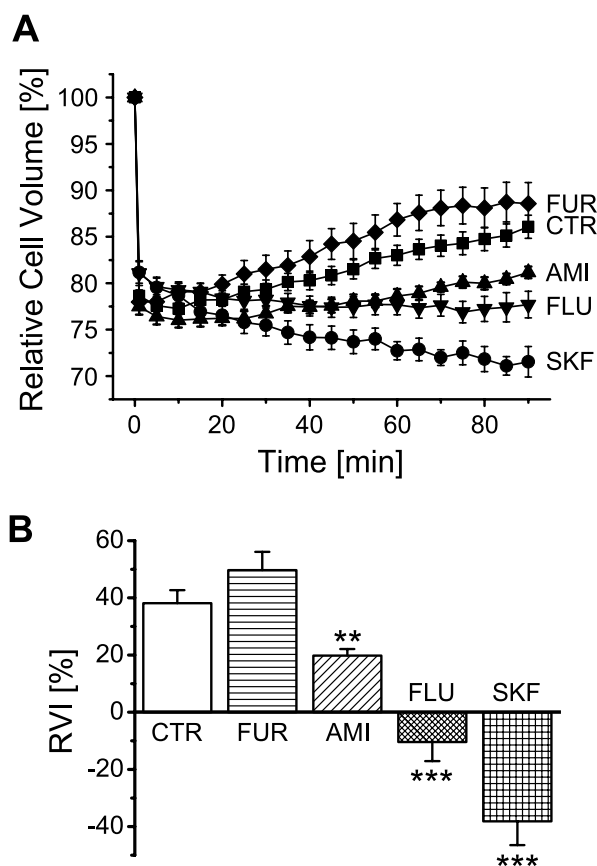 A
Relative Cell Volume [%]
100
95
90
85
80
75
70
FUR
CTR
AMI
FLU
SKF
0
20
40
60
80
Time [min]
B
RVI [%]
60
40
20
0
-20
-40
CTR
FUR
AMI
FLU
SKF
**
***
***